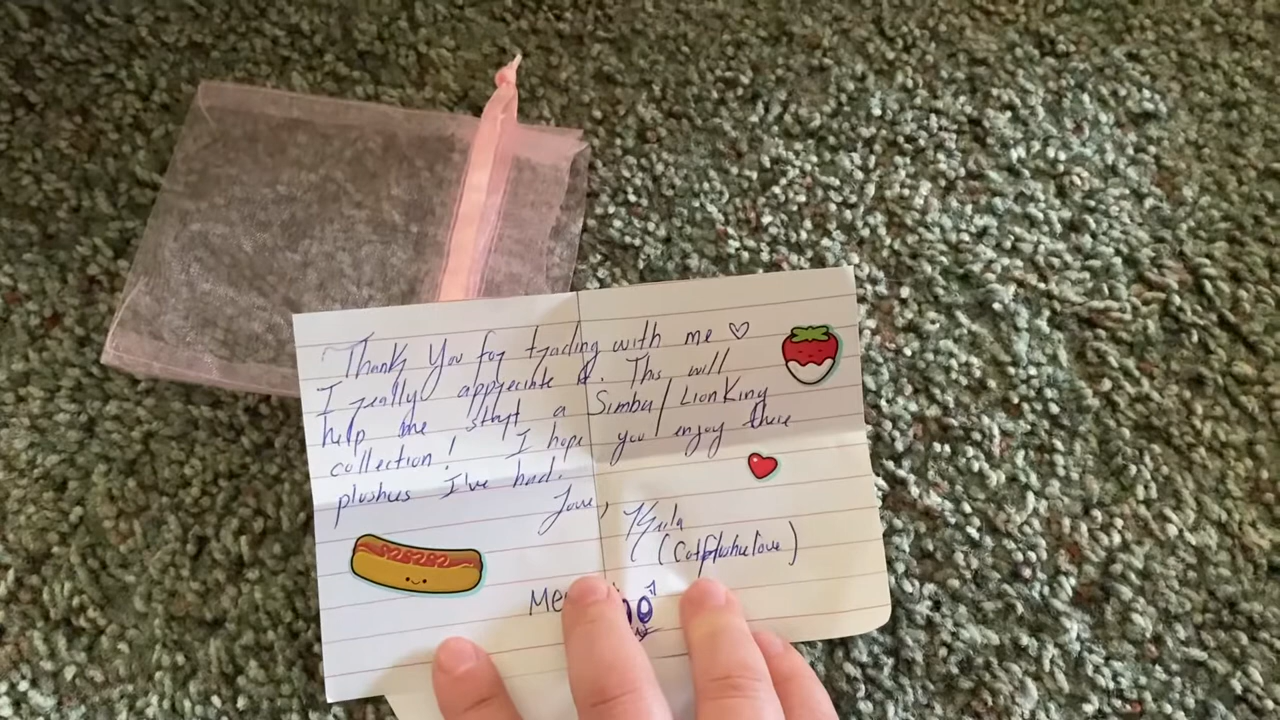 Thank You for trading with me ♡
I really appreciate it. This will
help me start a Simba/Lion King
collection! I hope you enjoy these
plushies I've had.
Love,
(Catplushielove)